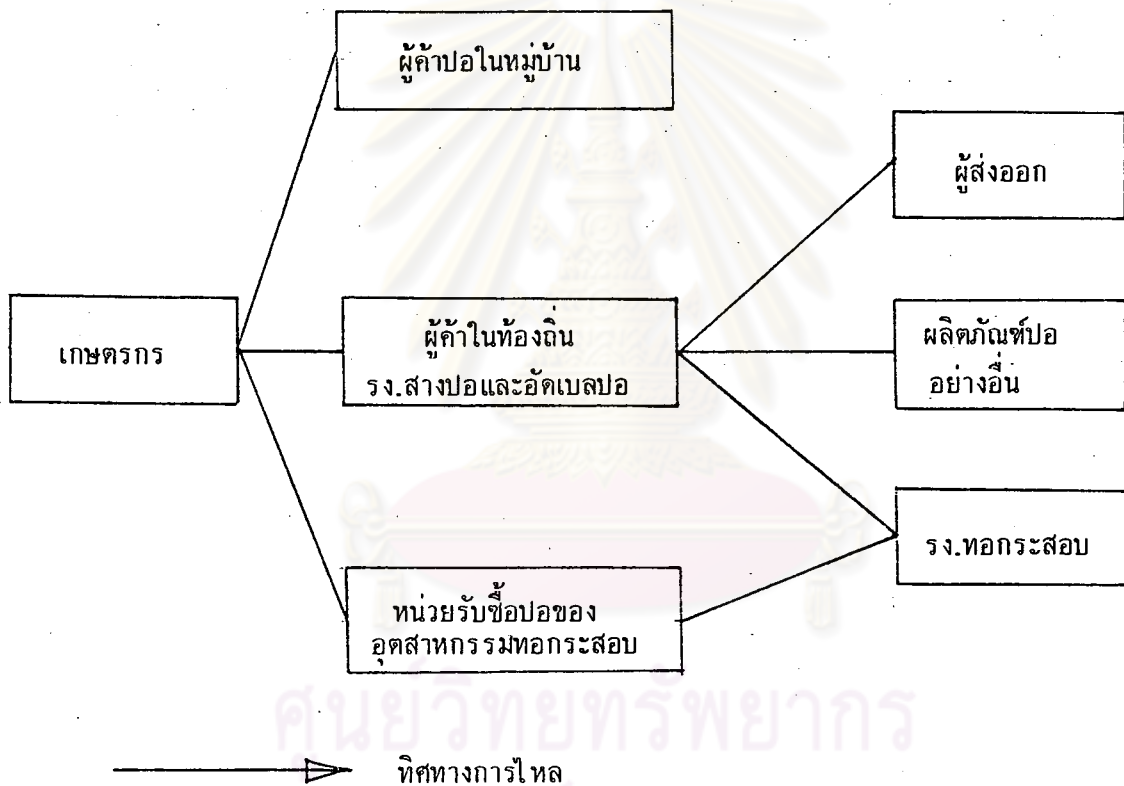 ผู้ค้าปอในหมู่บ้าน
ผู้ส่งออก
เกษตรกร
ผู้ค้าในท้องถิ่น
รง.สางปอและอัดเบลปอ
ผลิตภัณฑ์ปอ
อย่างอื่น
รง.ทอกระสอบ
หน่วยรับซื้อปอของ
อุตสาหกรรมทอกระสอบ
ศูนย์วิทยทรัพยากร
ทิศทางการไหล